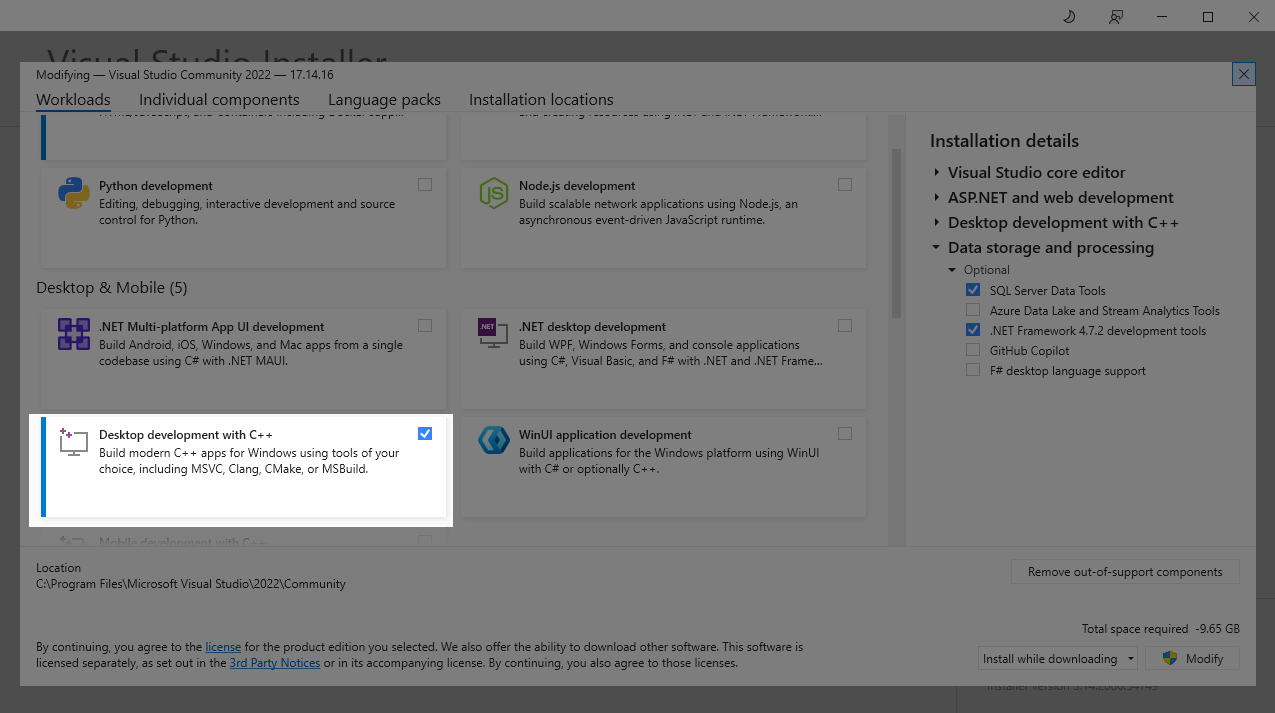 Visual Studio Installer
Modifying — Visual Studio Community 2022 — 17.14.16
Workloads Individual components Language packs Installation locations
Python development
Editing, debugging, interactive development and source
control for Python.
Node.js development
Build scalable network applications using Node.js, an
asynchronous event-driven JavaScript runtime.
Desktop & Mobile (5)
.NET Multi-platform App UI development
Build Android, iOS, Windows, and Mac apps from a single
codebase using C# with .NET MAUI.
.NET
.NET desktop development
Build WPF, Windows Forms, and console applications
using C#, Visual Basic, and F# with .NET and .NET Frame...
Desktop development with C++
Build modern C++ apps for Windows using tools of your
choice, including MSVC, Clang, CMake, or MSBuild.
WinUI application development
Build applications for the Windows platform using WinUI
with C# or optionally C++.
Mobile development with C++
Installation details
Visual Studio core editor
ASP.NET and web development
Desktop development with C++
Data storage and processing
Optional
SQL Server Data Tools
Azure Data Lake and Stream Analytics Tools
.NET Framework 4.7.2 development tools
GitHub Copilot
F# desktop language support
Location
C:\Program Files\Microsoft Visual Studio\2022\Community
Remove out-of-support components
Total space required -9.65 GB
By continuing, you agree to the license for the product edition you selected. We also offer the ability to download other software. This software is
licensed separately, as set out in the 3rd Party Notices or in its accompanying license. By continuing, you also agree to those licenses.
Install while downloading
Modify